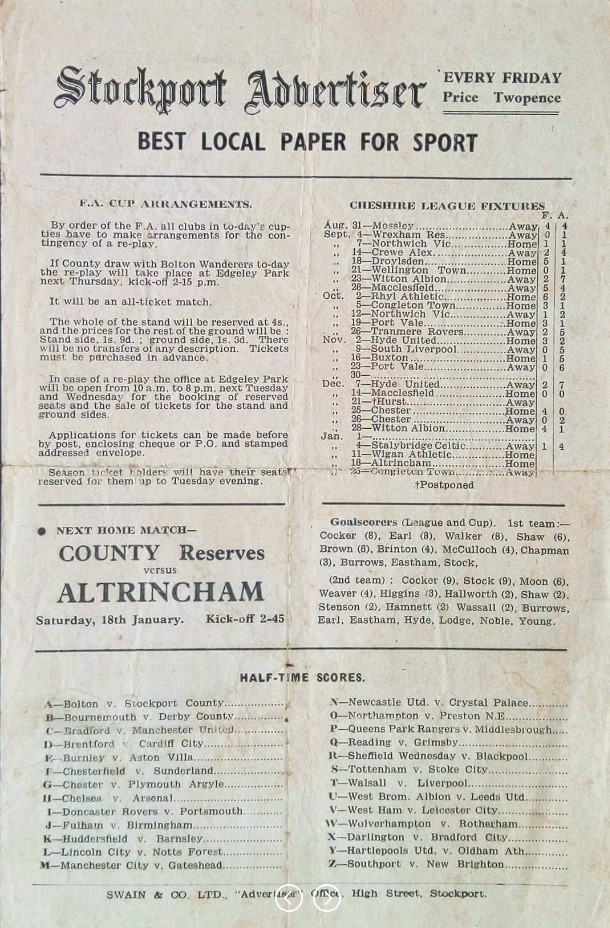 Stockport Advertiser
EVERY FRIDAY
Price Twopence
BEST LOCAL PAPER FOR SPORT
F.A. CUP ARRANGEMENTS.
By order of the F.A. all clubs in to-day's cup-
ties have to make arrangements for the con-
tingency of a re-play.
If County draw with Bolton Wanderers to-day
the re-play will take place at Edgeley Park
next Thursday, kick-off 2-15 p.m.
It will be an all-ticket match.
The whole of the stand will be reserved at 4s.,
and the prices for the rest of the ground will be :
Stand side, 1s. 9d. ; ground side, 1s. 3d. There
will be no transfers of any description. Tickets
must be purchased in advance.
In case of a re-play the office at Edgeley Park
will be open from 10 a.m. to 8 p.m. next Tuesday
and Wednesday for the booking of reserved
seats and the sale of tickets for the stand and
ground sides.
Applications for tickets can be made before
by post, enclosing cheque or P.O. and stamped
addressed envelope.
Season ticket holders will have their seats
reserved for them up to Tuesday evening.
CHESHIRE LEAGUE FIXTURES
F. A.
Aug. 31—Mossley Away 4 4
Sept. 4—Wrexham Res. Away 0 1
,, 7—Northwich Vic. Home 1 1
,, 14—Crewe Alex. Away 2 4
,, 18—Droylsden Home 5 1
,, 21—Wellington Town Home 0 1
,, 23—Witton Albion Away 2 7
,, 28—Macclesfield Away 5 4
Oct. 2—Rhyl Athletic Home 6 2
,, 5—Congleton Town Home 3 1
,, 12—Northwich Vic. Home 1 2
,, 19—Port Vale Home 3 1
,, 26—Tranmere Rovers Away 2 5
Nov. 2—Hyde United Home 3 2
,, 9—South Liverpool Away 0 5
,, 16—Buxton Home 1 5
,, 23—Port Vale Away 0 6
,, 30—
Dec. 7—Hyde United Away 2 7
,, 14—Macclesfield Home 0 0
,, 21—†Hurst Away
,, 25—Chester Home 4 0
,, 26—Chester Away 0 2
,, 28—Witton Albion Home 4 1
Jan. 1—
,, 4—Stalybridge Celtic Away 1 4
,, 11—Wigan Athletic Home
,, 18—Altrincham Home
,, 25—Congleton Town Away
†Postponed
● NEXT HOME MATCH—
COUNTY Reserves
versus
ALTRINCHAM
Saturday, 18th January. Kick-off 2-45
Goalscorers (League and Cup). 1st team:—
Cocker (8), Earl (8), Walker (8), Shaw (6),
Brown (6), Brinton (4), McCulloch (4), Chapman
(3), Burrows, Eastham, Stock,
(2nd team) : Cocker (9), Stock (9), Moon (6),
Weaver (4), Higgins (3), Hallworth (2), Shaw (2),
Stenson (2), Hamnett (2) Wassall (2), Burrows,
Earl, Eastham, Hyde, Lodge, Noble, Young.
HALF-TIME SCORES.
A—Bolton v. Stockport County
B—Bournemouth v. Derby County
C—Bradford v. Manchester United
D—Brentford v. Cardiff City
E—Burnley v. Aston Villa
F—Chesterfield v. Sunderland
G—Chester v. Plymouth Argyle
H—Chelsea v. Arsenal
I—Doncaster Rovers v. Portsmouth
J—Fulham v. Birmingham
K—Huddersfield v. Barnsley
L—Lincoln City v. Notts Forest
M—Manchester City v. Gateshead
N—Newcastle Utd. v. Crystal Palace
O—Northampton v. Preston N.E.
P—Queens Park Rangers v. Middlesbrough
Q—Reading v. Grimsby
R—Sheffield Wednesday v. Blackpool
S—Tottenham v. Stoke City
T—Walsall v. Liverpool
U—West Brom. Albion v. Leeds Utd
V—West Ham v. Leicester City
W—Wolverhampton v. Rotherham
X—Darlington v. Bradford City
Y—Hartlepools Utd. v. Oldham Ath.
Z—Southport v. New Brighton
SWAIN & CO. LTD., "Advertiser" Office, High Street, Stockport.